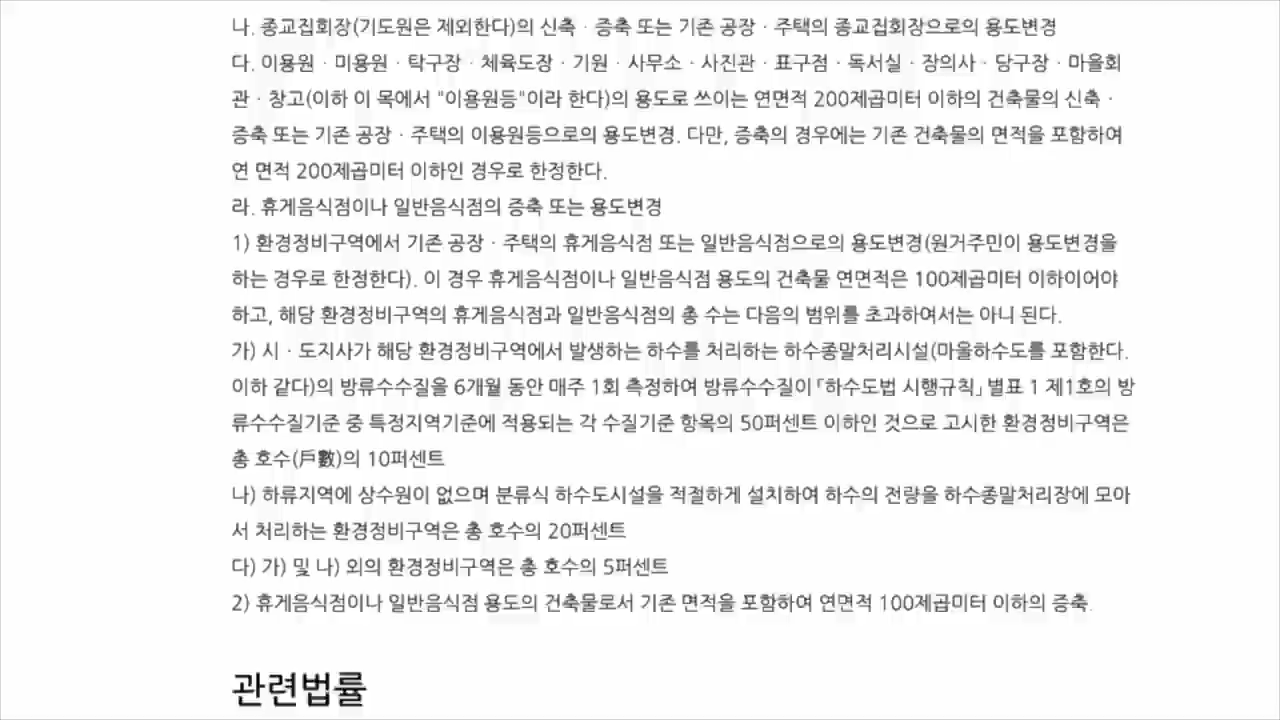 나. 종교집회장(기도원은 제외한다)의 신축 · 증축 또는 기존 공장 · 주택의 종교집회장으로의 용도변경
다. 이용원 · 미용원 · 탁구장 · 체육도장 · 기원 · 사무소 · 사진관 · 표구점 · 독서실 · 장의사 · 당구장 · 마을회
관 · 창고(이하 이 목에서 "이용원등"이라 한다)의 용도로 쓰이는 연면적 200제곱미터 이하의 건축물의 신축 ·
증축 또는 기존 공장 · 주택의 이용원등으로의 용도변경. 다만, 증축의 경우에는 기존 건축물의 면적을 포함하여
연 면적 200제곱미터 이하인 경우로 한정한다.
라. 휴게음식점이나 일반음식점의 증축 또는 용도변경
1) 환경정비구역에서 기존 공장 · 주택의 휴게음식점 또는 일반음식점으로의 용도변경(원거주민이 용도변경을
하는 경우로 한정한다). 이 경우 휴게음식점이나 일반음식점 용도의 건축물 연면적은 100제곱미터 이하이어야
하고, 해당 환경정비구역의 휴게음식점과 일반음식점의 총 수는 다음의 범위를 초과하여서는 아니 된다.
가) 시 · 도지사가 해당 환경정비구역에서 발생하는 하수를 처리하는 하수종말처리시설(마을하수도를 포함한다.
이하 같다)의 방류수수질을 6개월 동안 매주 1회 측정하여 방류수수질이 「하수도법 시행규칙」 별표 1 제1호의 방
류수수질기준 중 특정지역기준에 적용되는 각 수질기준 항목의 50퍼센트 이하인 것으로 고시한 환경정비구역은
총 호수(戶數)의 10퍼센트
나) 하류지역에 상수원이 없으며 분류식 하수도시설을 적절하게 설치하여 하수의 전량을 하수종말처리장에 모아
서 처리하는 환경정비구역은 총 호수의 20퍼센트
다) 가) 및 나) 외의 환경정비구역은 총 호수의 5퍼센트
2) 휴게음식점이나 일반음식점 용도의 건축물로서 기존 면적을 포함하여 연면적 100제곱미터 이하의 증축.
관련법률